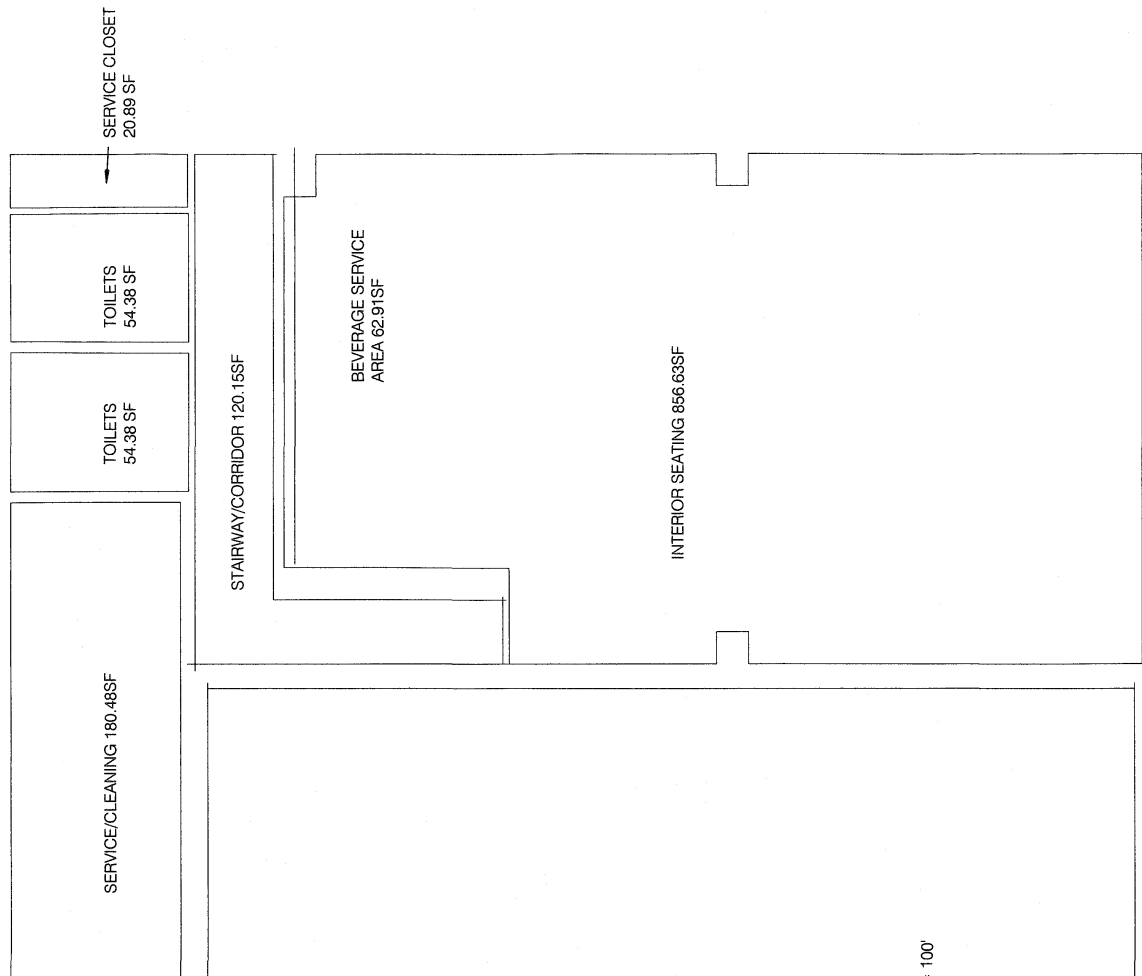 SERVICE CLOSET
20.89 SF
TOILETS
54.38 SF
TOILETS
54.38 SF
SERVICE/CLEANING 180.48SF
STAIRWAY/CORRIDOR 120.15SF
BEVERAGE SERVICE
AREA 62.91SF
INTERIOR SEATING 856.63SF
= 100'